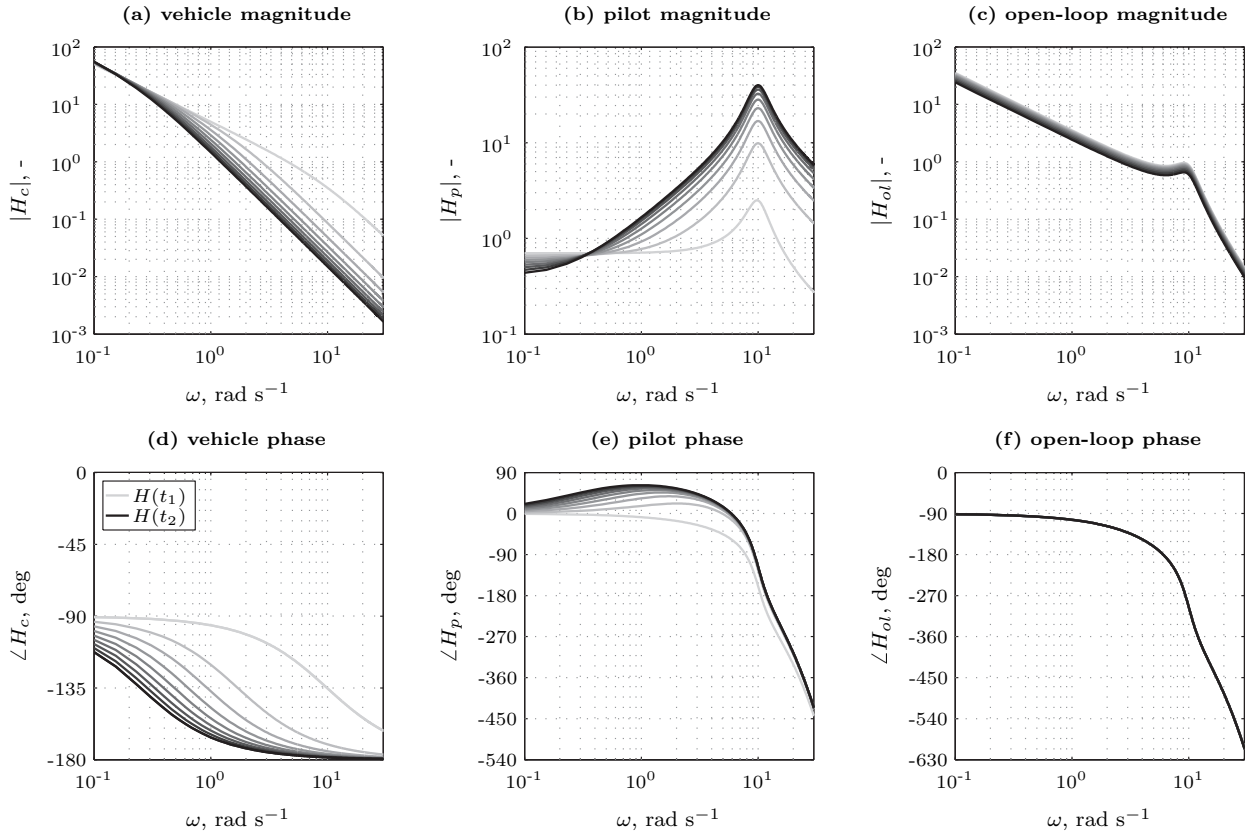 (a) vehicle magnitude
(b) pilot magnitude
(c) open-loop magnitude
|H_c|, -
10^2
10^1
10^0
10^{-1}
10^{-2}
10^{-3}
10^{-1} 10^0 10^1
ω, rad s^{-1}
|H_p|, -
10^2
10^1
10^0
10^{-1}
10^{-1} 10^0 10^1
ω, rad s^{-1}
|H_{ol}|, -
10^2
10^1
10^0
10^{-1}
10^{-2}
10^{-3}
10^{-1} 10^0 10^1
ω, rad s^{-1}
(d) vehicle phase
(e) pilot phase
(f) open-loop phase
∠H_c, deg
0
-45
-90
-135
-180
H(t_1)
H(t_2)
10^{-1} 10^0 10^1
ω, rad s^{-1}
∠H_p, deg
90
0
-90
-180
-270
-360
-450
-540
10^{-1} 10^0 10^1
ω, rad s^{-1}
∠H_{ol}, deg
0
-90
-180
-270
-360
-450
-540
-630
10^{-1} 10^0 10^1
ω, rad s^{-1}